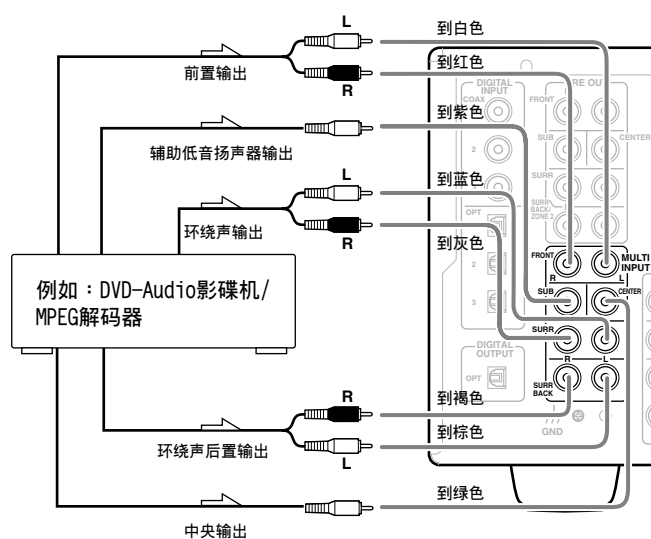 L
到白色
前置输出
到红色
R
DIGITAL INPUT
COAX
PRE OUT
FRONT
到紫色
辅助低音扬声器输出
2
SUB
CENTER
L
到蓝色
SURR
环绕声输出
R
到灰色
OPT
SURR BACK/ ZONE 2
FRONT
R
L
MULTI INPUT
2
例如：DVD-Audio影碟机/
MPEG解码器
SUB
CENTER
3
SURR
DIGITAL OUTPUT
R
L
OPT
SURR BACK
R
到褐色
GND
环绕声后置输出
到棕色
L
到绿色
中央输出